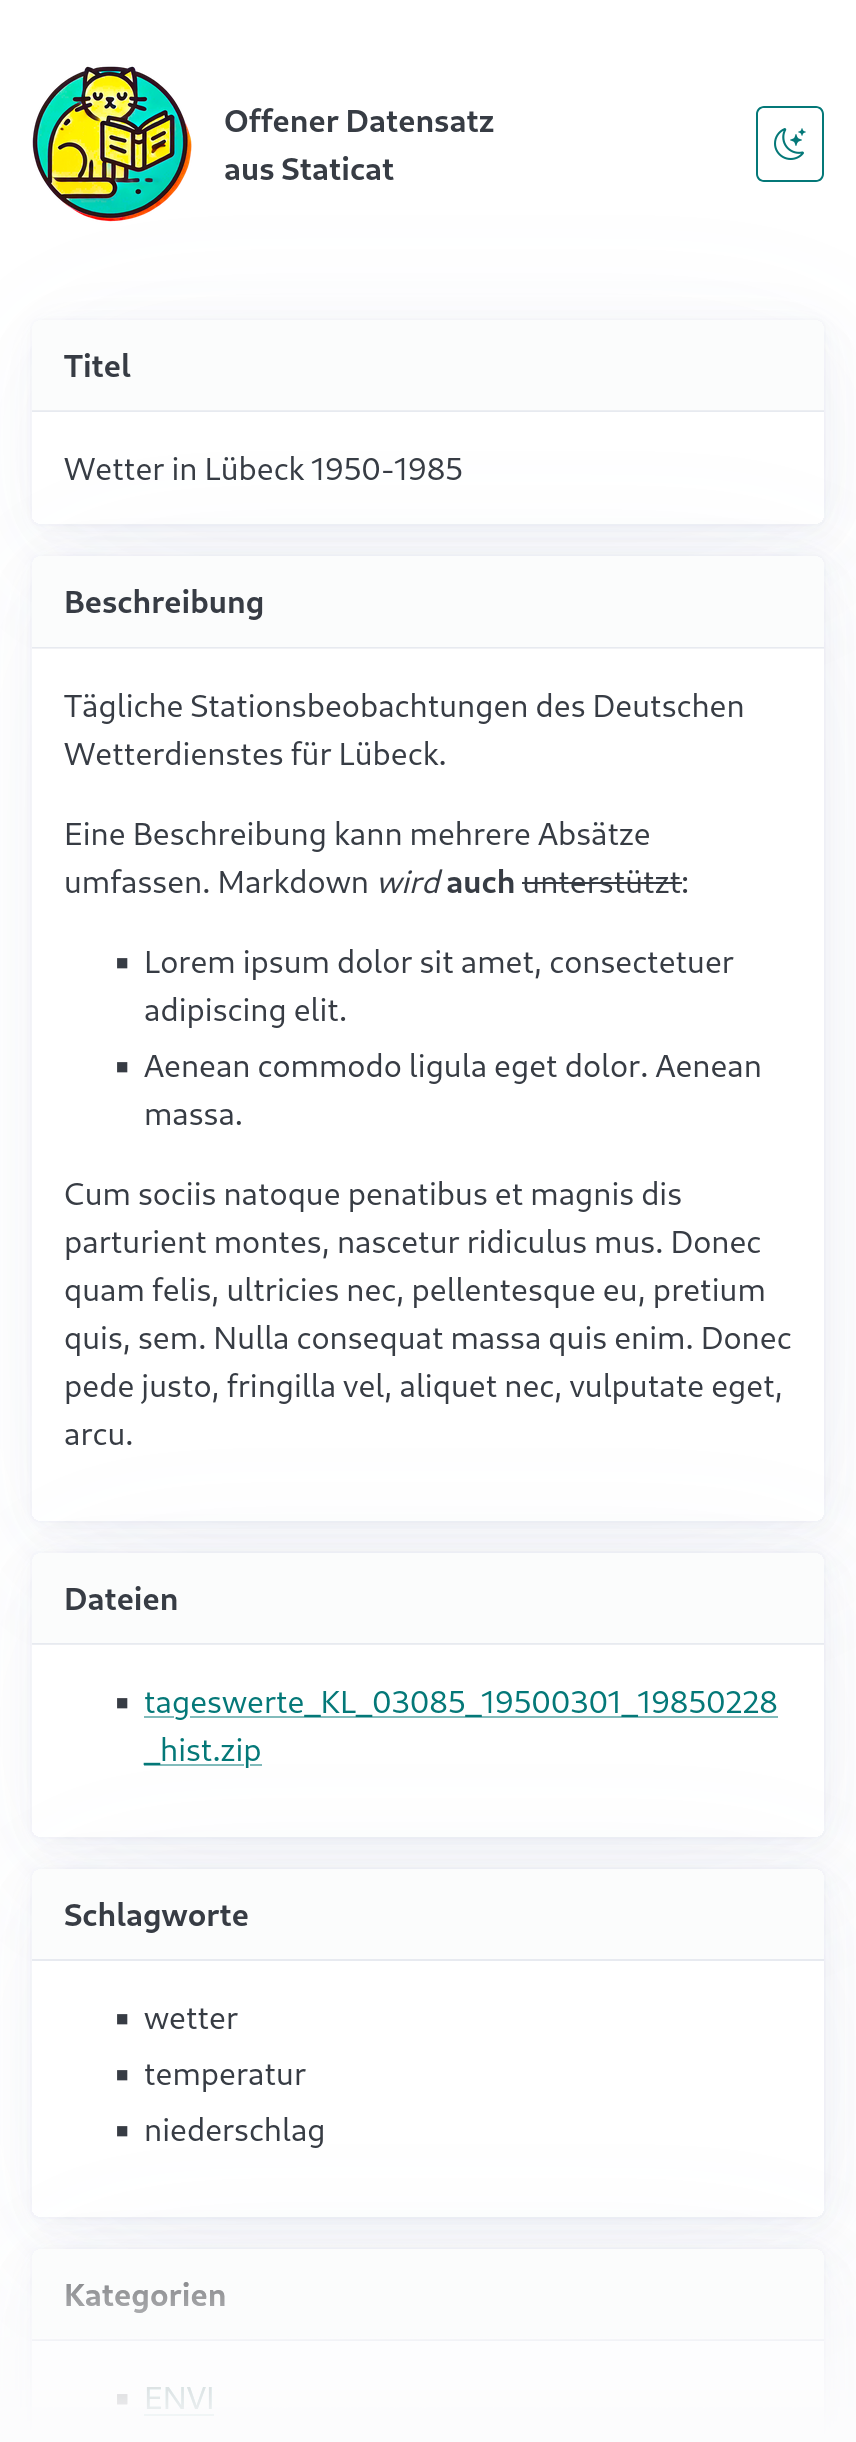 Offener Datensatz
aus Staticat
Titel
Wetter in Lübeck 1950-1985
Beschreibung
Tägliche Stationsbeobachtungen des Deutschen
Wetterdienstes für Lübeck.
Eine Beschreibung kann mehrere Absätze
umfassen. Markdown wird auch unterstützt:
Lorem ipsum dolor sit amet, consectetuer
adipiscing elit.
Aenean commodo ligula eget dolor. Aenean
massa.
Cum sociis natoque penatibus et magnis dis
parturient montes, nascetur ridiculus mus. Donec
quam felis, ultricies nec, pellentesque eu, pretium
quis, sem. Nulla consequat massa quis enim. Donec
pede justo, fringilla vel, aliquet nec, vulputate eget,
arcu.
Dateien
tageswerte_KL_03085_19500301_19850228
_hist.zip
Schlagworte
wetter
temperatur
niederschlag
Kategorien
ENVI